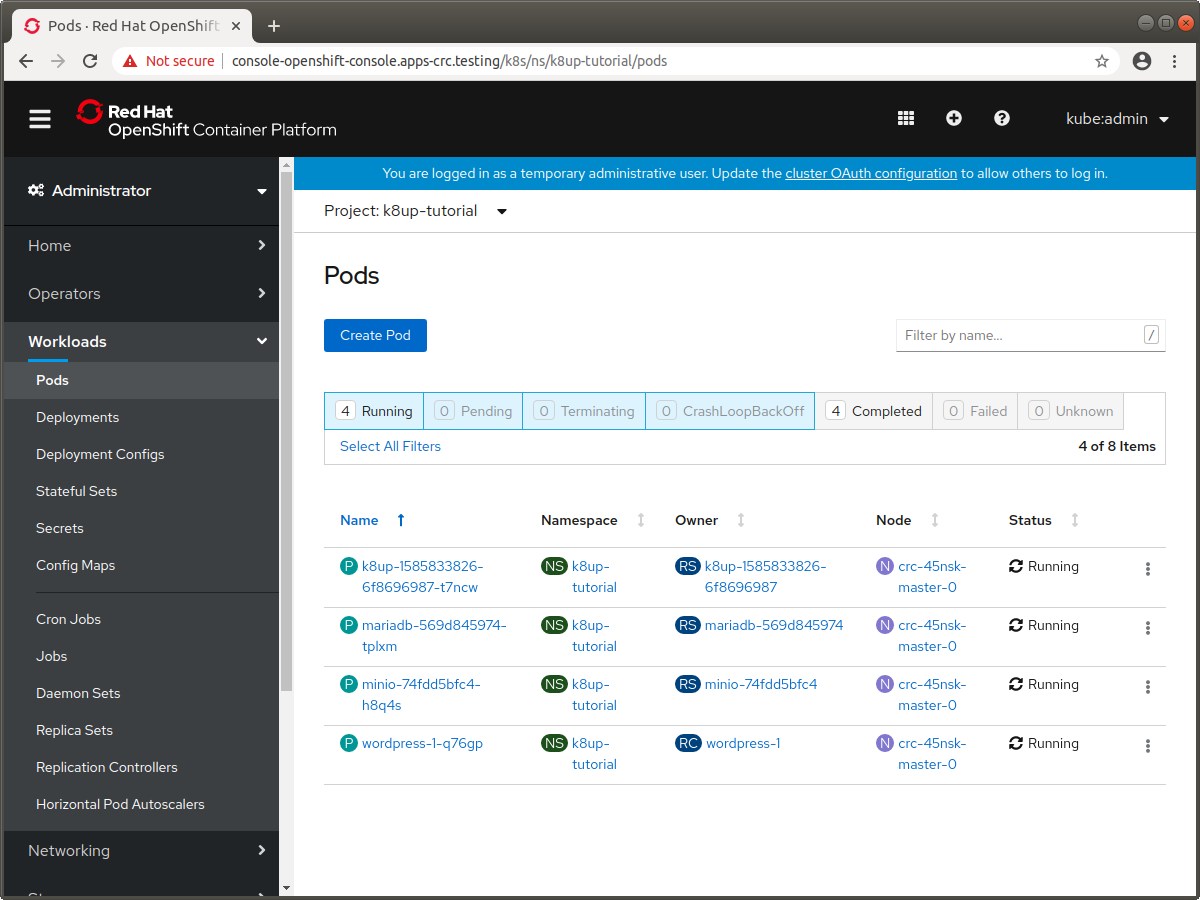 Pods · Red Hat OpenShift
Not secure
console-openshift-console.apps-crc.testing/k8s/ns/k8up-tutorial/pods
Red Hat
OpenShift Container Platform
kube:admin
Administrator
You are logged in as a temporary administrative user. Update the cluster OAuth configuration to allow others to log in.
Project: k8up-tutorial
Home
Operators
Workloads
Pods
Deployments
Deployment Configs
Stateful Sets
Secrets
Config Maps
Cron Jobs
Jobs
Daemon Sets
Replica Sets
Replication Controllers
Horizontal Pod Autoscalers
Networking
Pods
Create Pod
Filter by name...
/
4 Running 0 Pending 0 Terminating 0 CrashLoopBackOff 4 Completed 0 Failed 0 Unknown
Select All Filters 4 of 8 Items
Name Namespace Owner Node Status
P k8up-1585833826- NS k8up- RS k8up-1585833826- N crc-45nsk- Running
6f8696987-t7ncw tutorial 6f8696987 master-0
P mariadb-569d845974- NS k8up- RS mariadb-569d845974 N crc-45nsk- Running
tplxm tutorial master-0
P minio-74fdd5bfc4- NS k8up- RS minio-74fdd5bfc4 N crc-45nsk- Running
h8q4s tutorial master-0
P wordpress-1-q76gp NS k8up- RC wordpress-1 N crc-45nsk- Running
tutorial master-0